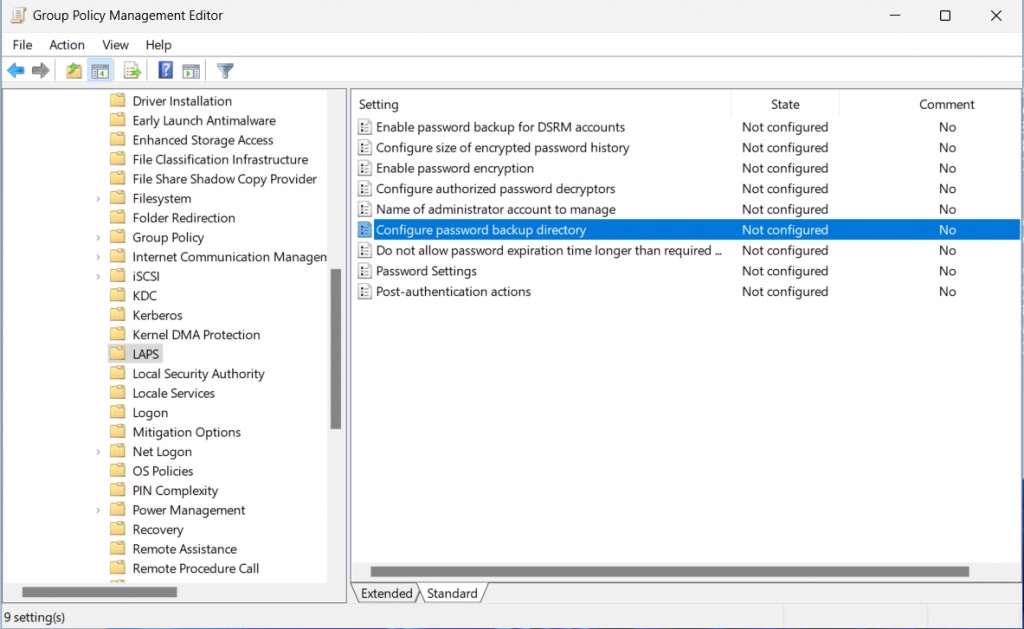 Group Policy Management Editor
File Action View Help
Driver Installation
Early Launch Antimalware
Enhanced Storage Access
File Classification Infrastructure
File Share Shadow Copy Provider
Filesystem
Folder Redirection
Group Policy
Internet Communication Managen
iSCSI
KDC
Kerberos
Kernel DMA Protection
LAPS
Local Security Authority
Locale Services
Logon
Mitigation Options
Net Logon
OS Policies
PIN Complexity
Power Management
Recovery
Remote Assistance
Remote Procedure Call
Setting State Comment
Enable password backup for DSRM accounts Not configured No
Configure size of encrypted password history Not configured No
Enable password encryption Not configured No
Configure authorized password decryptors Not configured No
Name of administrator account to manage Not configured No
Configure password backup directory Not configured No
Do not allow password expiration time longer than required ... Not configured No
Password Settings Not configured No
Post-authentication actions Not configured No
Extended Standard
9 setting(s)